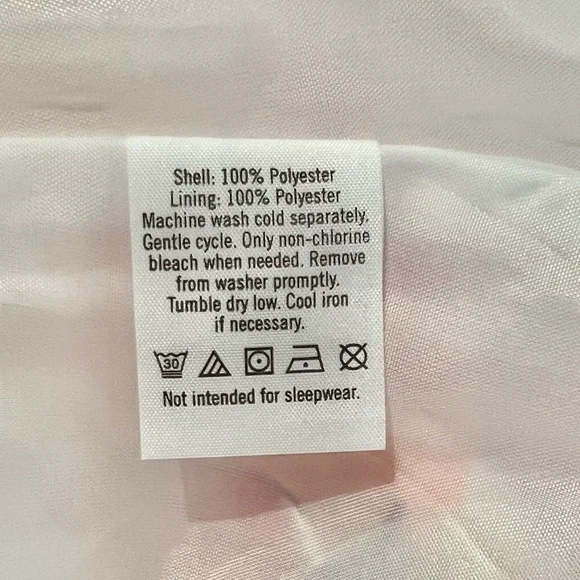 Shell: 100% Polyester
Lining: 100% Polyester
Machine wash cold separately.
Gentle cycle. Only non-chlorine
bleach when needed. Remove
from washer promptly.
Tumble dry low. Cool iron
if necessary.
30
Not intended for sleepwear.